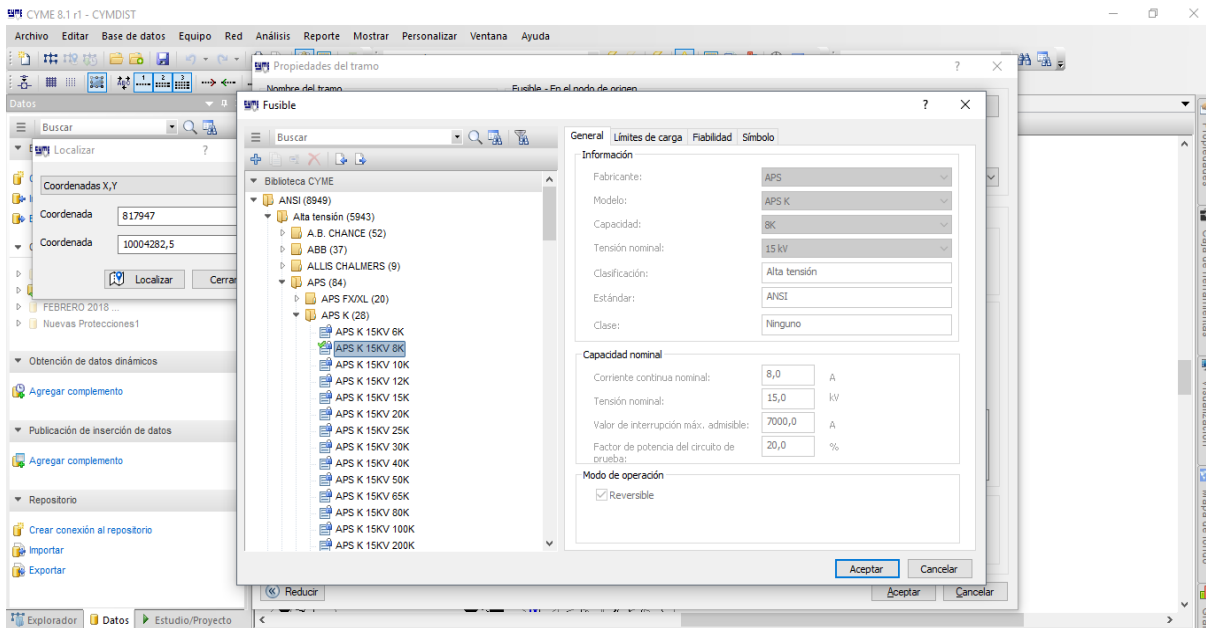 CYME 8.1 r1 - CYMDIST
Archivo Editar Base de datos Equipo Red Análisis Reporte Mostrar Personalizar Ventana Ayuda
Propiedades del tramo
Nombre del tramo
Fusible - En el nodo de origen
Datos
Buscar
Localizar
Coordenadas X,Y
Coordenada 817947
Coordenada 10004282,5
Localizar Cerrar
FEBRERO 2018 ...
Nuevas Protecciones1
Obtención de datos dinámicos
Agregar complemento
Publicación de inserción de datos
Agregar complemento
Repositorio
Crear conexión al repositorio
Importar
Exportar
Explorador Datos Estudio/Proyecto
Fusible
Buscar
Biblioteca CYME
ANSI (8949)
Alta tensión (5943)
A.B. CHANCE (52)
ABB (37)
ALLIS CHALMERS (9)
APS (84)
APS FX/XL (20)
APS K (28)
APS K 15KV 6K
APS K 15KV 8K
APS K 15KV 10K
APS K 15KV 12K
APS K 15KV 15K
APS K 15KV 20K
APS K 15KV 25K
APS K 15KV 30K
APS K 15KV 40K
APS K 15KV 50K
APS K 15KV 65K
APS K 15KV 80K
APS K 15KV 100K
APS K 15KV 200K
General Límites de carga Fiabilidad Símbolo
Información
Fabricante: APS
Modelo: APS K
Capacidad: 8K
Tensión nominal: 15 kV
Clasificación: Alta tensión
Estándar: ANSI
Clase: Ninguno
Capacidad nominal
Corriente continua nominal: 8,0 A
Tensión nominal: 15,0 kV
Valor de interrupción máx. admisible: 7000,0 A
Factor de potencia del circuito de prueba: 20,0 %
Modo de operación
Reversible
Aceptar Cancelar
Reducir
Aceptar Cancelar